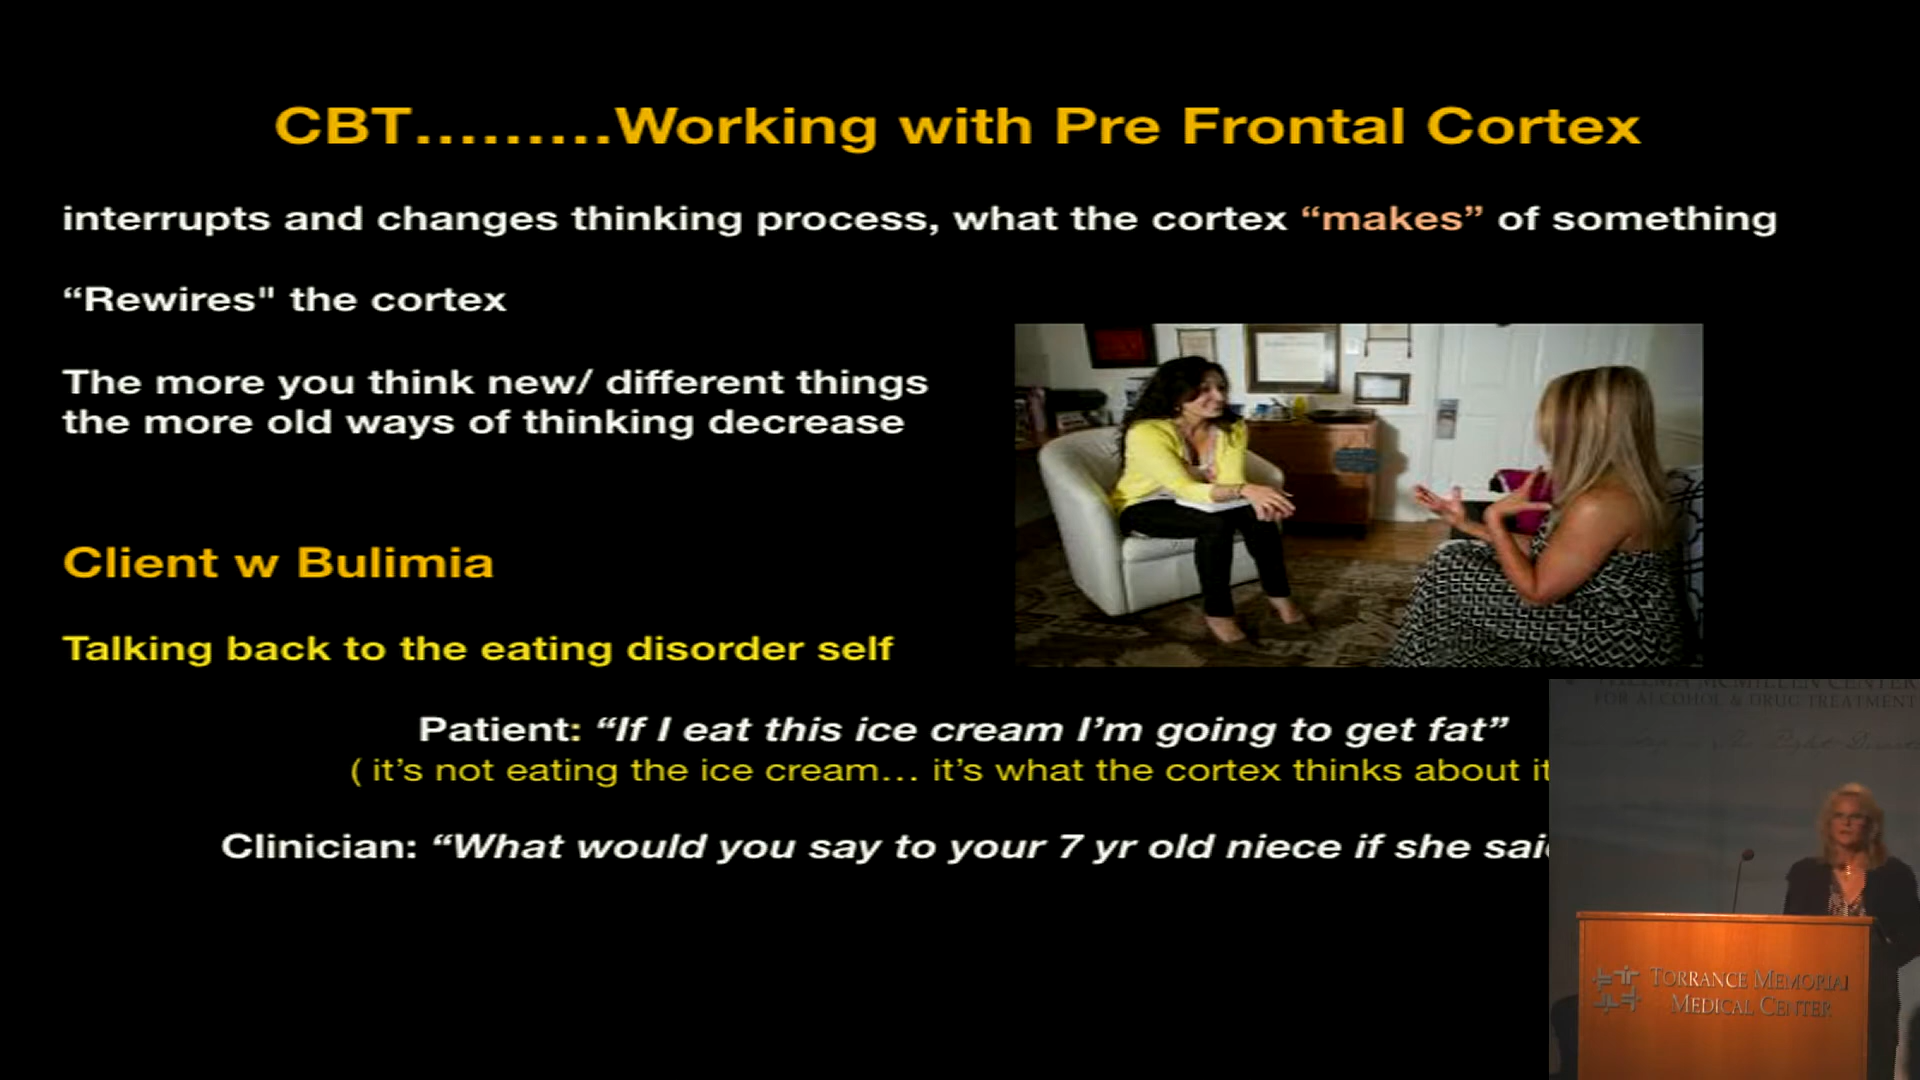 CBT.........Working with Pre Frontal Cortex
interrupts and changes thinking process, what the cortex “makes” of something
“Rewires" the cortex
The more you think new/ different things
the more old ways of thinking decrease
Client w Bulimia
Talking back to the eating disorder self
Patient: “If I eat this ice cream I’m going to get fat”
( it’s not eating the ice cream... it’s what the cortex thinks about it
Clinician: “What would you say to your 7 yr old niece if she said
THELMA MCMILLEN CENTER
FOR ALCOHOL & DRUG TREATMENT
TORRANCE MEMORIAL
MEDICAL CENTER